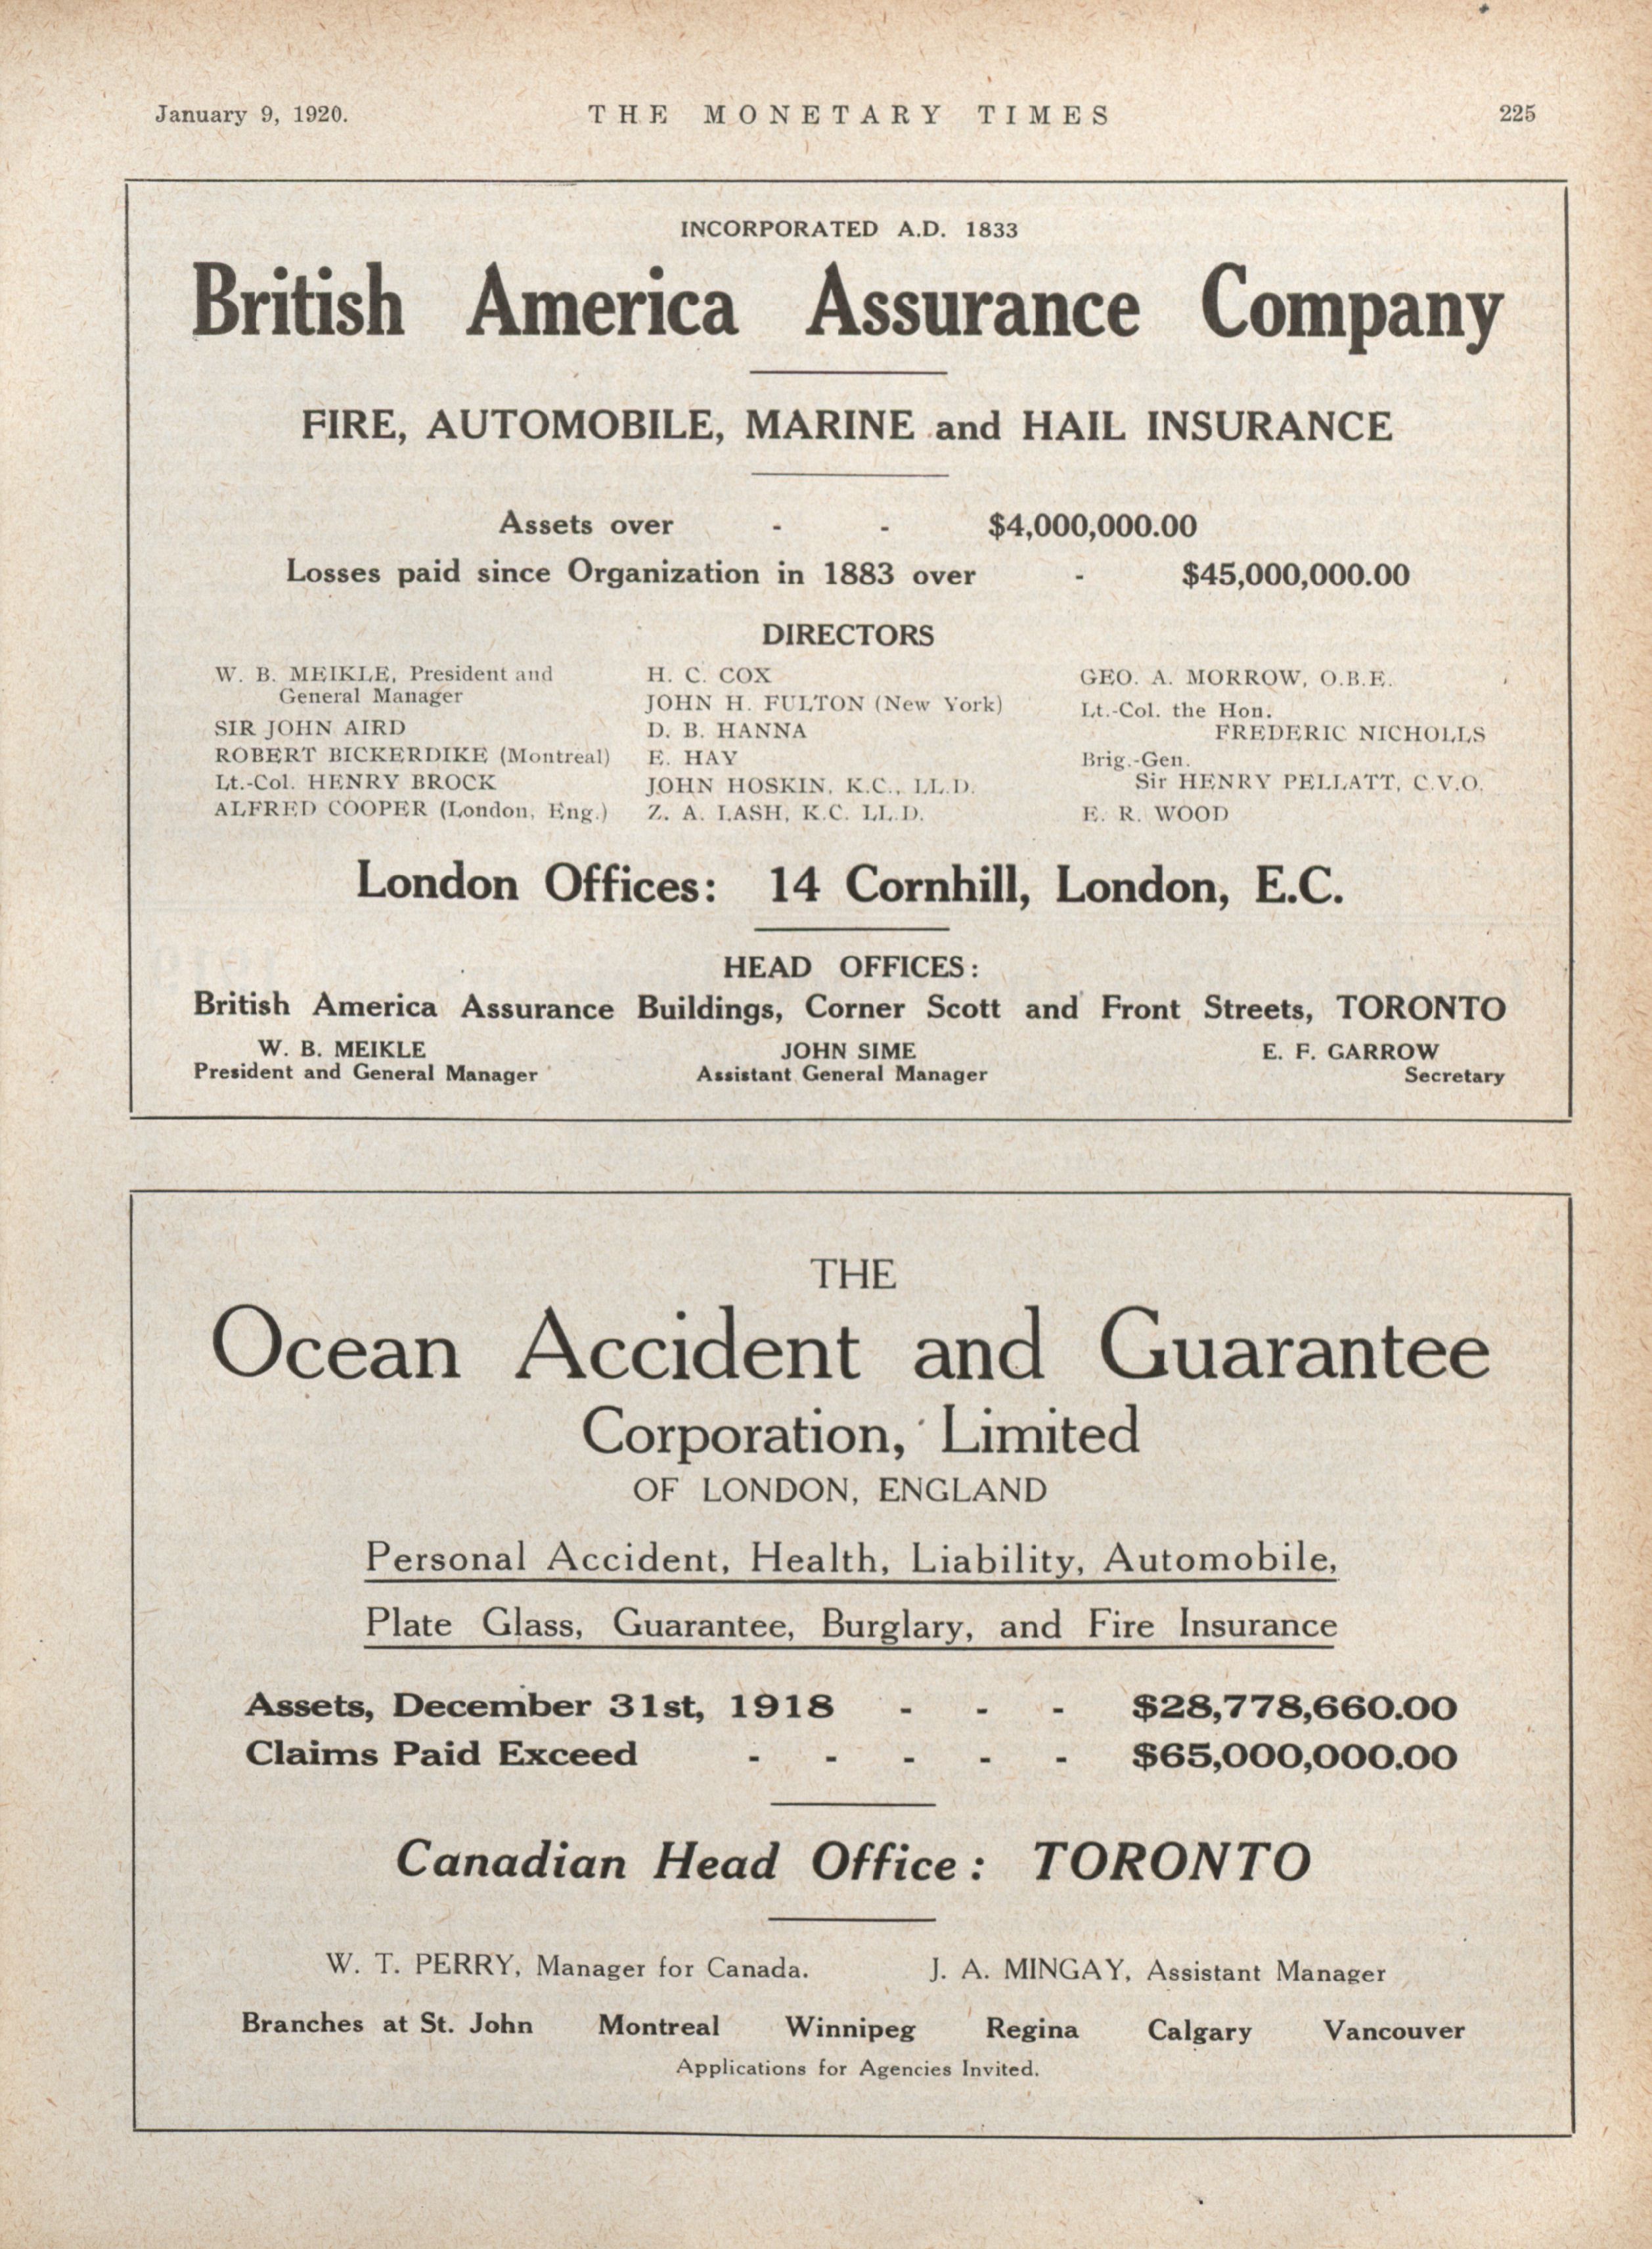 January 9, 1920. THE MONETARY TIMES 225
INCORPORATED A.D. 1833
British America Assurance Company
FIRE, AUTOMOBILE, MARINE and HAIL INSURANCE
Assets over - - $4,000,000.00
Losses paid since Organization in 1883 over - $45,000,000.00
DIRECTORS
W. B. MEIKLE, President and
General Manager
SIR JOHN AIRD
ROBERT BICKERDIKE (Montreal)
Lt.-Col. HENRY BROCK
ALFRED COOPER (London, Eng.)
H. C. COX
JOHN H. FULTON (New York)
D. B. HANNA
E. HAY
JOHN HOSKIN, K.C., LL.D.
Z. A. LASH, K.C. LL.D.
GEO. A. MORROW, O.B.E.
Lt.-Col. the Hon.
FREDERIC NICHOLLS
Brig.-Gen.
Sir HENRY PELLATT, C.V.O.
E. R. WOOD
London Offices: 14 Cornhill, London, E.C.
HEAD OFFICES:
British America Assurance Buildings, Corner Scott and Front Streets, TORONTO
W. B. MEIKLE
President and General Manager
JOHN SIME
Assistant General Manager
E. F. GARROW
Secretary
THE
Ocean Accident and Guarantee
Corporation, Limited
OF LONDON, ENGLAND
Personal Accident, Health, Liability, Automobile,
Plate Glass, Guarantee, Burglary, and Fire Insurance
Assets, December 31st, 1918 - - - $28,778,660.00
Claims Paid Exceed - - - - - $65,000,000.00
Canadian Head Office: TORONTO
W. T. PERRY, Manager for Canada. J. A. MINGAY, Assistant Manager
Branches at St. John Montreal Winnipeg Regina Calgary Vancouver
Applications for Agencies Invited.